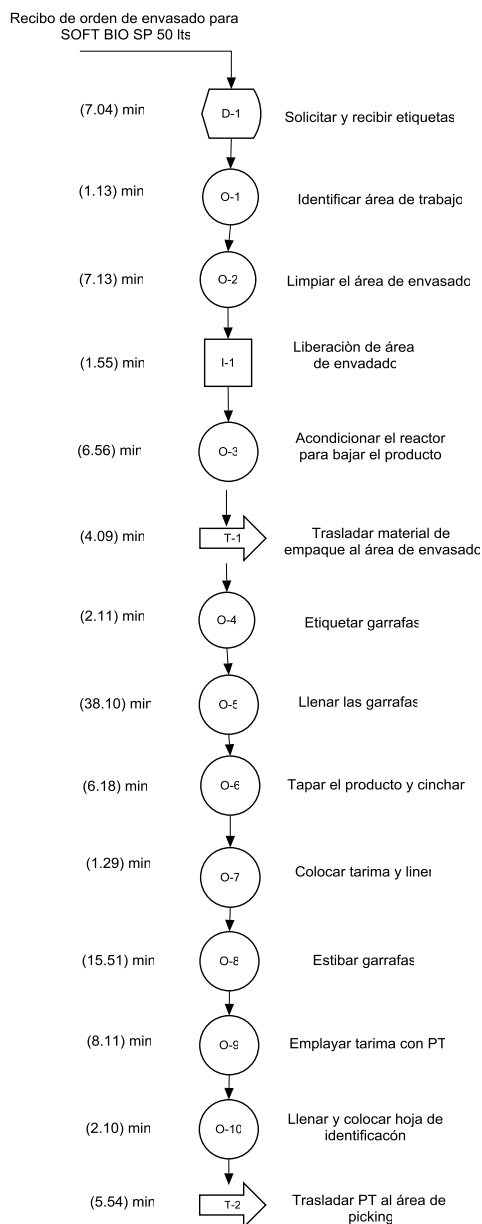 Recibo de orden de envasado para
SOFT BIO SP 50 lts
(7.04) min
D-1
Solicitar y recibir etiquetas
(1.13) min
O-1
Identificar área de trabajo
(7.13) min
O-2
Limpiar el área de envasado
(1.55) min
I-1
Liberaciòn de área
de envadado
(6.56) min
O-3
Acondicionar el reactor
para bajar el producto
(4.09) min
T-1
Trasladar material de
empaque al área de envasado
(2.11) min
O-4
Etiquetar garrafas
(38.10) min
O-5
Llenar las garrafas
(6.18) min
O-6
Tapar el producto y cinchar
(1.29) min
O-7
Colocar tarima y liner
(15.51) min
O-8
Estibar garrafas
(8.11) min
O-9
Emplayar tarima con PT
(2.10) min
O-10
Llenar y colocar hoja de
identificacón
(5.54) min
T-2
Trasladar PT al área de
picking